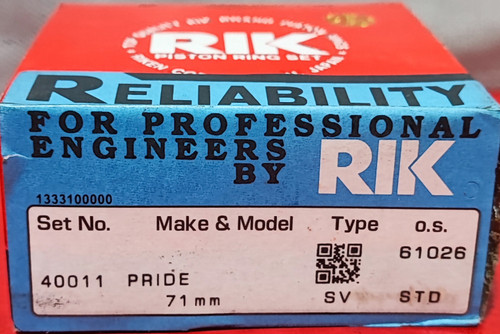 RIK
PISTON RING SET
RELIABILITY
FOR PROFESSIONAL
ENGINEERS
BY RIK
1333100000
Set No. Make & Model Type o.s.
61026
40011 PRIDE
71mm SV STD